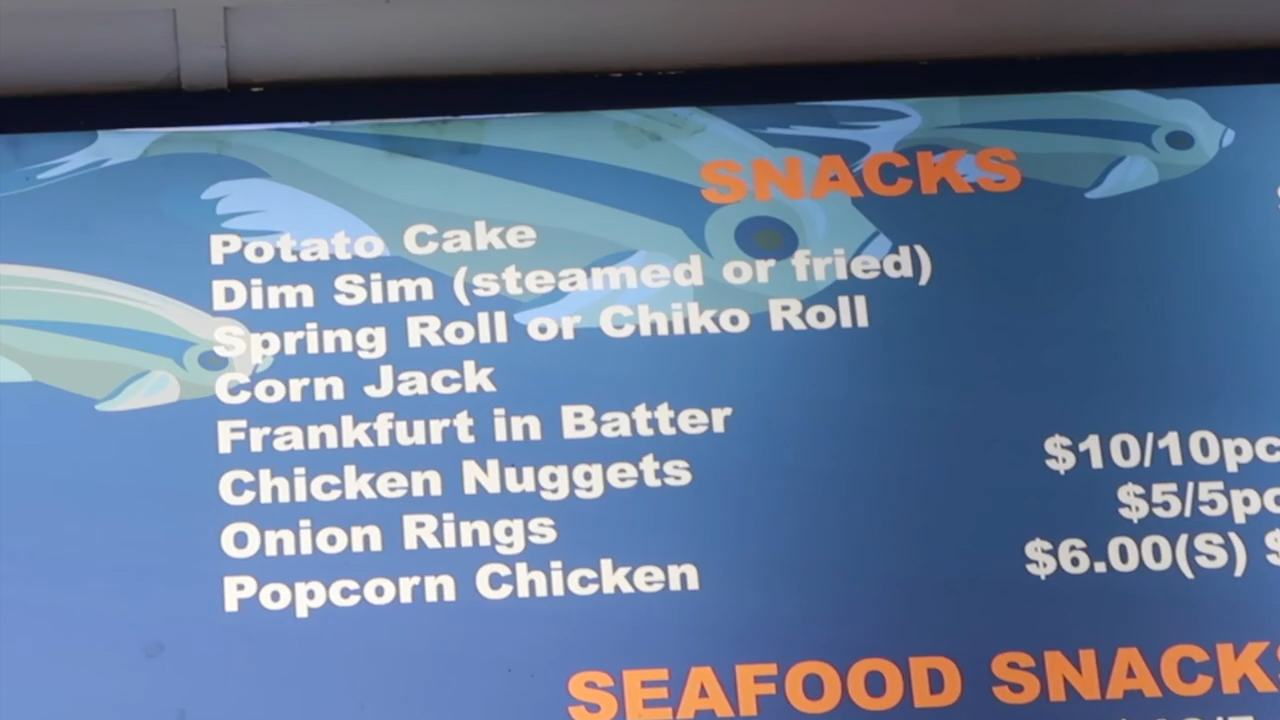 SNACKS
Potato Cake
Dim Sim (steamed or fried)
Spring Roll or Chiko Roll
Corn Jack
Frankfurt in Batter
Chicken Nuggets $10/10pc
Onion Rings $5/5pc
Popcorn Chicken $6.00(S) $
SEAFOOD SNACKS